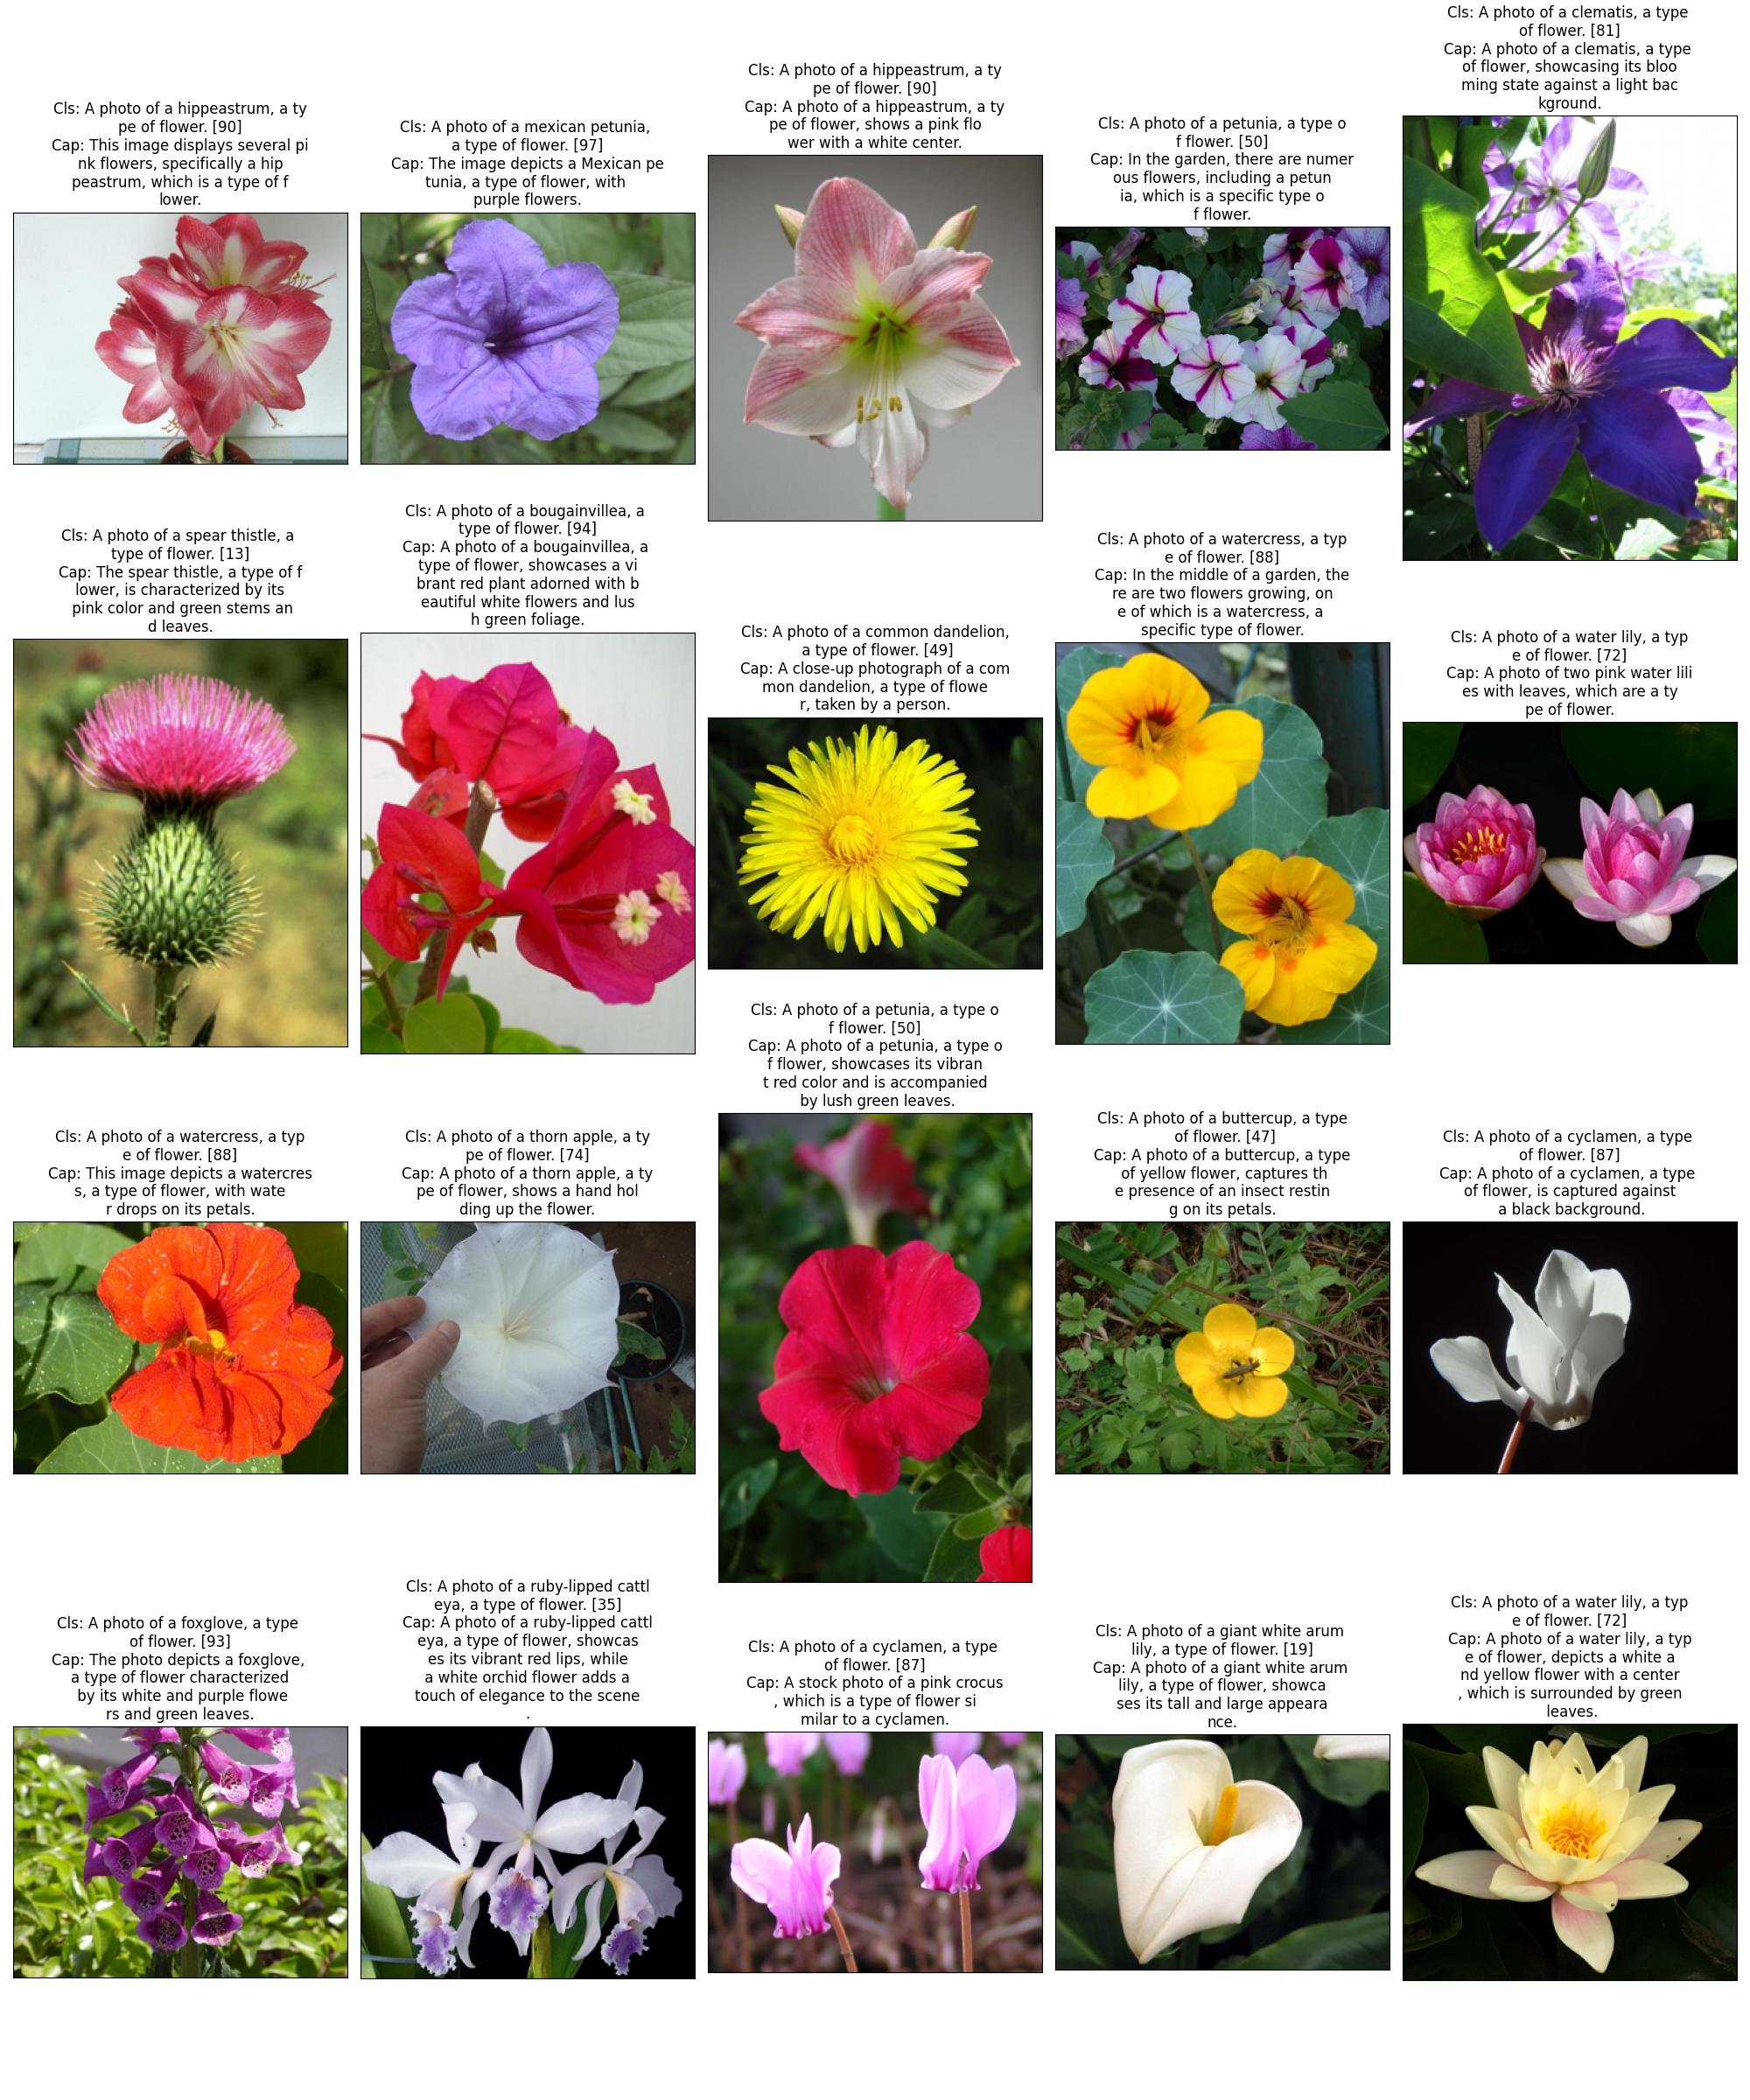 Cls: A photo of a hippeastrum, a ty
pe of flower. [90]
Cap: This image displays several pi
nk flowers, specifically a hip
peastrum, which is a type of f
lower.
Cls: A photo of a mexican petunia,
a type of flower. [97]
Cap: The image depicts a Mexican pe
tunia, a type of flower, with
purple flowers.
Cls: A photo of a hippeastrum, a ty
pe of flower. [90]
Cap: A photo of a hippeastrum, a ty
pe of flower, shows a pink flo
wer with a white center.
Cls: A photo of a petunia, a type o
f flower. [50]
Cap: In the garden, there are numer
ous flowers, including a petun
ia, which is a specific type o
f flower.
Cls: A photo of a clematis, a type
of flower. [81]
Cap: A photo of a clematis, a type
of flower, showcasing its bloo
ming state against a light bac
kground.
Cls: A photo of a spear thistle, a
type of flower. [13]
Cap: The spear thistle, a type of f
lower, is characterized by its
pink color and green stems an
d leaves.
Cls: A photo of a bougainvillea, a
type of flower. [94]
Cap: A photo of a bougainvillea, a
type of flower, showcases a vi
brant red plant adorned with b
eautiful white flowers and lus
h green foliage.
Cls: A photo of a common dandelion,
a type of flower. [49]
Cap: A close-up photograph of a com
mon dandelion, a type of flowe
r, taken by a person.
Cls: A photo of a watercress, a typ
e of flower. [88]
Cap: In the middle of a garden, the
re are two flowers growing, on
e of which is a watercress, a
specific type of flower.
Cls: A photo of a water lily, a typ
e of flower. [72]
Cap: A photo of two pink water lili
es with leaves, which are a ty
pe of flower.
Cls: A photo of a watercress, a typ
e of flower. [88]
Cap: This image depicts a watercres
s, a type of flower, with wate
r drops on its petals.
Cls: A photo of a thorn apple, a ty
pe of flower. [74]
Cap: A photo of a thorn apple, a ty
pe of flower, shows a hand hol
ding up the flower.
Cls: A photo of a petunia, a type o
f flower. [50]
Cap: A photo of a petunia, a type o
f flower, showcases its vibran
t red color and is accompanied
by lush green leaves.
Cls: A photo of a buttercup, a type
of flower. [47]
Cap: A photo of a buttercup, a type
of yellow flower, captures th
e presence of an insect restin
g on its petals.
Cls: A photo of a cyclamen, a type
of flower. [87]
Cap: A photo of a cyclamen, a type
of flower, is captured against
a black background.
Cls: A photo of a foxglove, a type
of flower. [93]
Cap: The photo depicts a foxglove,
a type of flower characterized
by its white and purple flowe
rs and green leaves.
Cls: A photo of a ruby-lipped cattl
eya, a type of flower. [35]
Cap: A photo of a ruby-lipped cattl
eya, a type of flower, showcas
es its vibrant red lips, while
a white orchid flower adds a
touch of elegance to the scene
.
Cls: A photo of a cyclamen, a type
of flower. [87]
Cap: A stock photo of a pink crocus
, which is a type of flower si
milar to a cyclamen.
Cls: A photo of a giant white arum
lily, a type of flower. [19]
Cap: A photo of a giant white arum
lily, a type of flower, showca
ses its tall and large appeara
nce.
Cls: A photo of a water lily, a typ
e of flower. [72]
Cap: A photo of a water lily, a typ
e of flower, depicts a white a
nd yellow flower with a center
, which is surrounded by green
leaves.